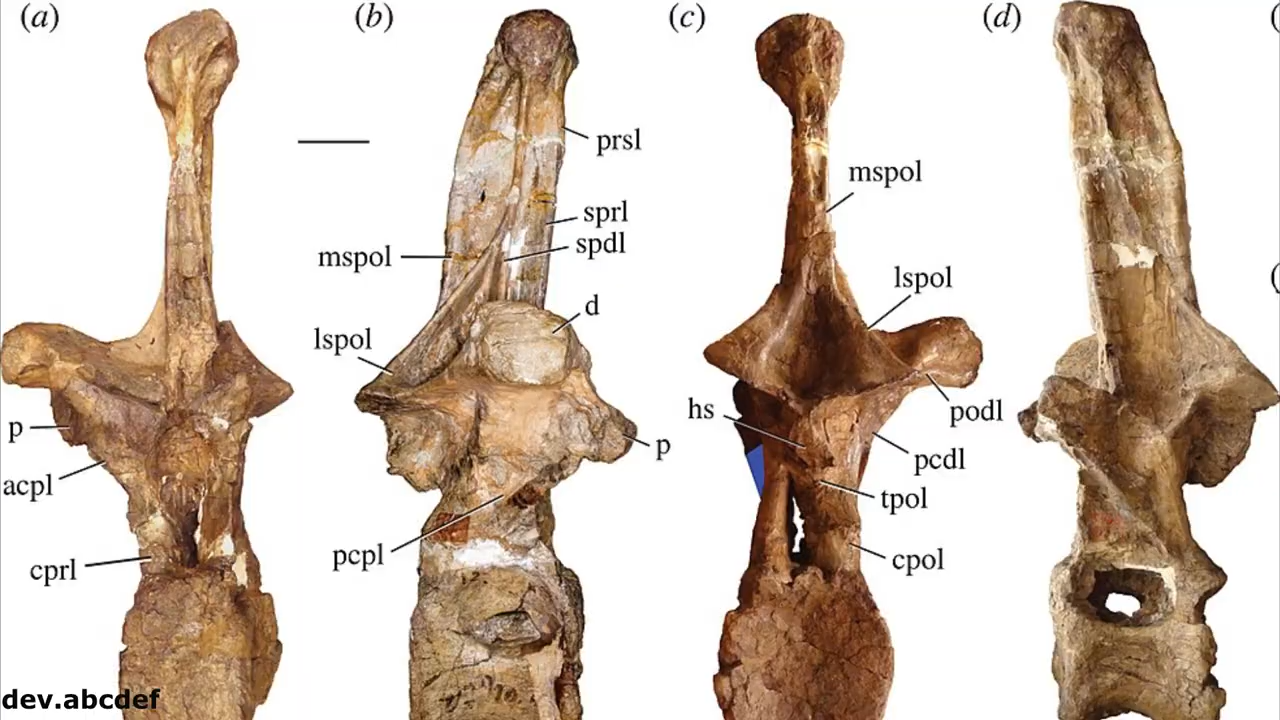 (a)
(b)
(c)
(d)
prsl
mspol
sprl
spdl
mspol
lspol
d
lspol
hs
podl
p
p
pcdl
acpl
tpol
pcpl
cprl
cpol
dev.abcdef